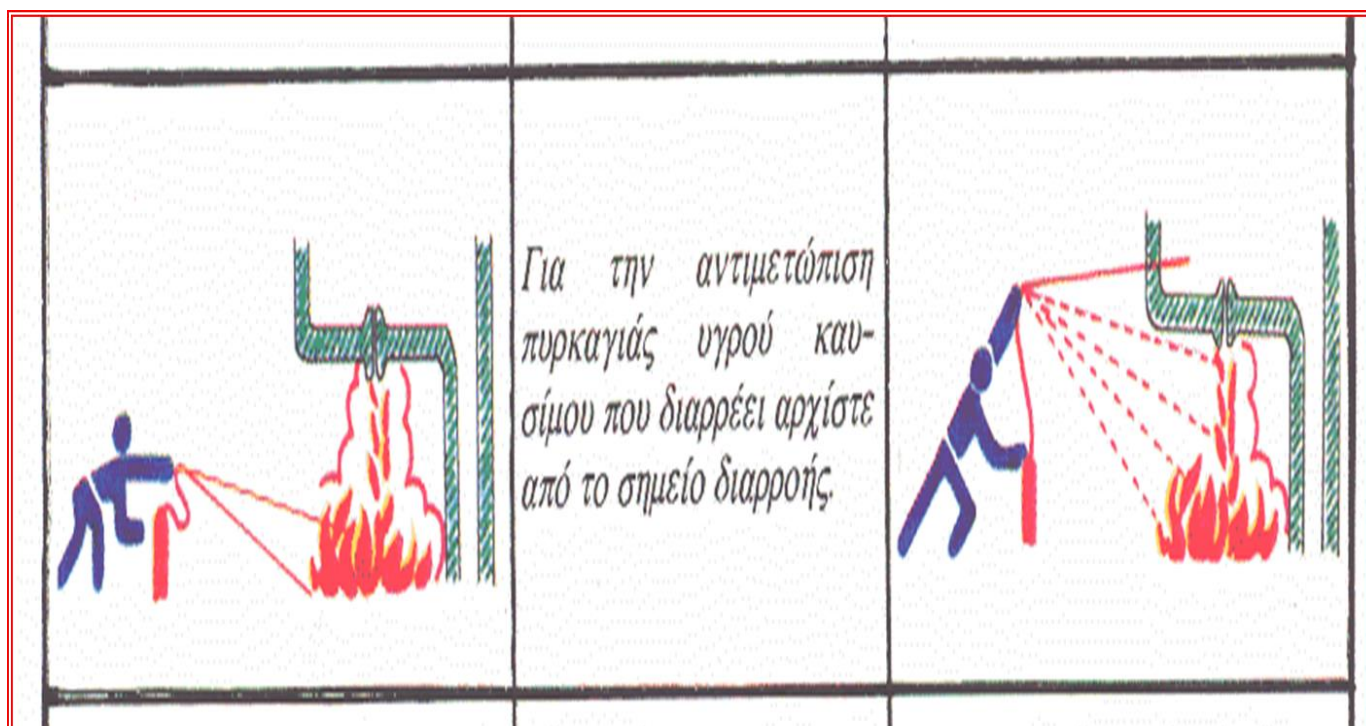 Για την αντιμετώπιση
πυρκαγιάς υγρού καυ-
σίμου που διαρρέει αρχίστε
από το σημείο διαρροής.